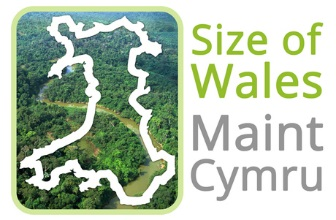 Size of
Wales
Maint
Cymru